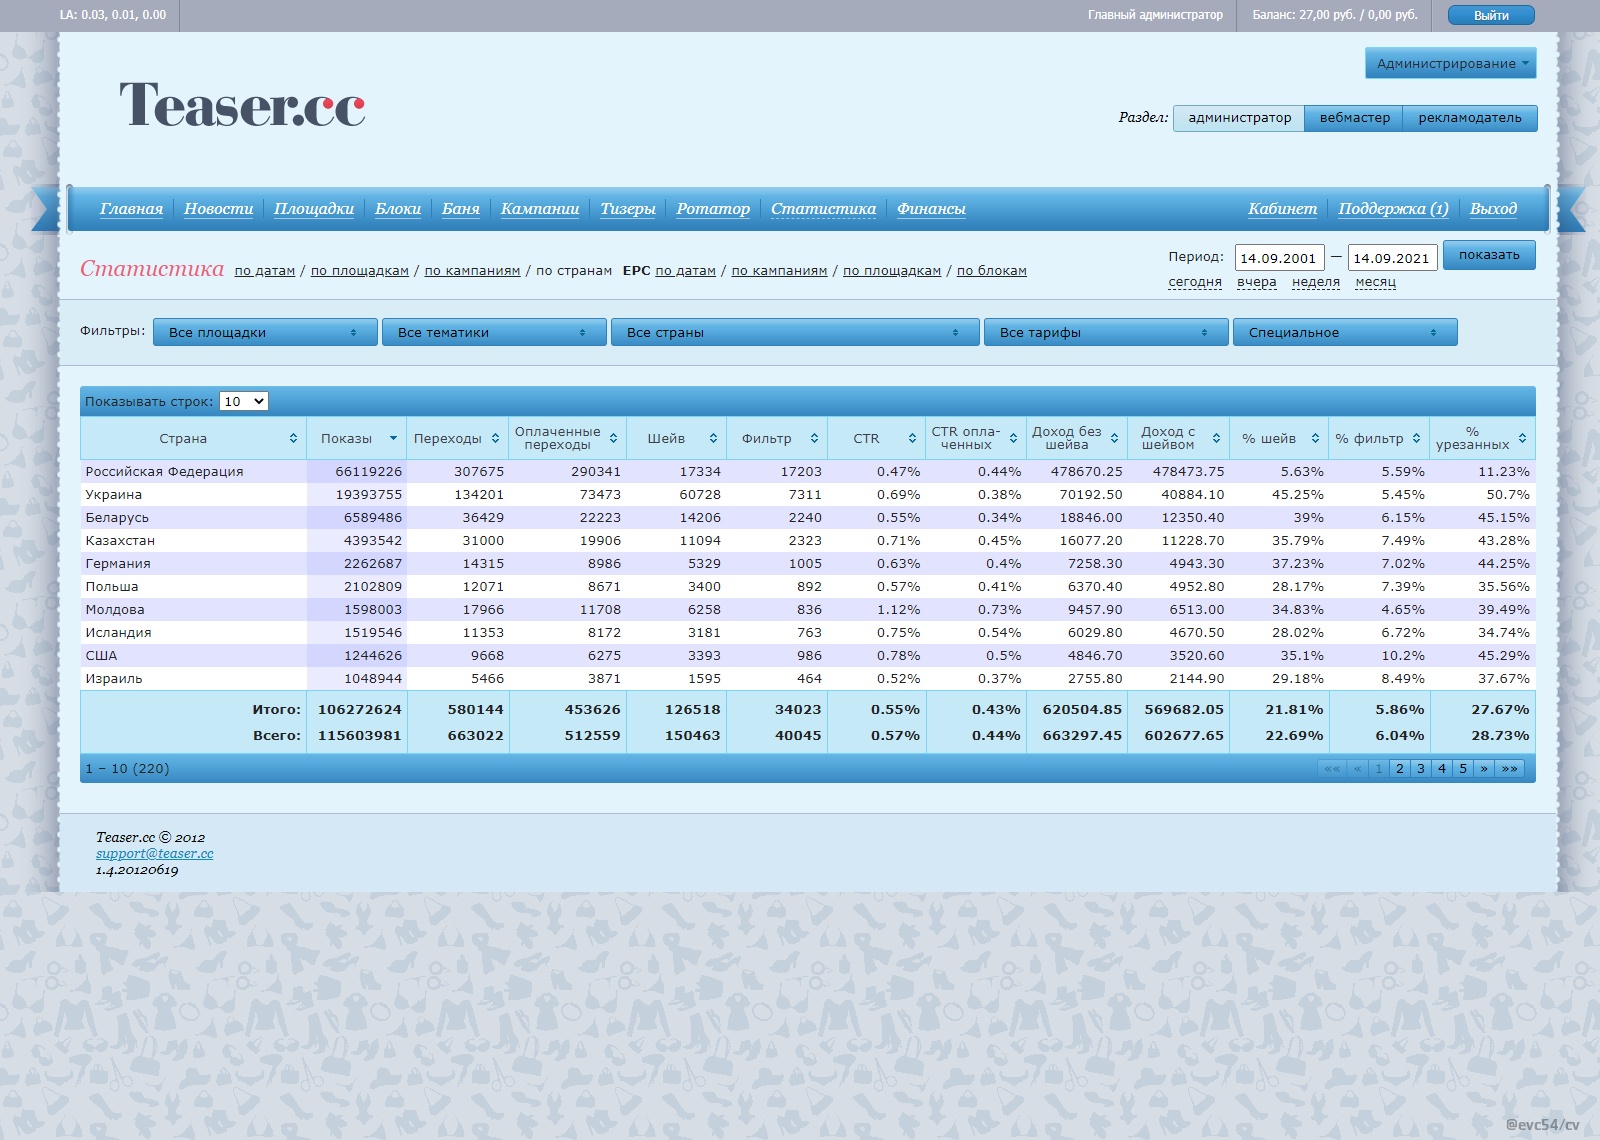 LA: 0.03, 0.01, 0.00 Главный администратор Баланс: 27,00 руб. / 0,00 руб. Выйти
Администрирование
Teaser.cc
Раздел: администратор вебмастер рекламодатель
Главная Новости Площадки Блоки Баня Кампании Тизеры Ротатор Статистика Финансы Кабинет Поддержка (1) Выход
Статистика по датам / по площадкам / по кампаниям / по странам EPC по датам / по кампаниям / по площадкам / по блокам
Период: 14.09.2001 — 14.09.2021 показать
сегодня вчера неделя месяц
Фильтры: Все площадки Все тематики Все страны Все тарифы Специальное
Показывать строк: 10
Страна Показы Переходы Оплаченные переходы Шейв Фильтр CTR CTR опла-ченных Доход без шейва Доход с шейвом % шейв % фильтр % урезанных
Российская Федерация 66119226 307675 290341 17334 17203 0.47% 0.44% 478670.25 478473.75 5.63% 5.59% 11.23%
Украина 19393755 134201 73473 60728 7311 0.69% 0.38% 70192.50 40884.10 45.25% 5.45% 50.7%
Беларусь 6589486 36429 22223 14206 2240 0.55% 0.34% 18846.00 12350.40 39% 6.15% 45.15%
Казахстан 4393542 31000 19906 11094 2323 0.71% 0.45% 16077.20 11228.70 35.79% 7.49% 43.28%
Германия 2262687 14315 8986 5329 1005 0.63% 0.4% 7258.30 4943.30 37.23% 7.02% 44.25%
Польша 2102809 12071 8671 3400 892 0.57% 0.41% 6370.40 4952.80 28.17% 7.39% 35.56%
Молдова 1598003 17966 11708 6258 836 1.12% 0.73% 9457.90 6513.00 34.83% 4.65% 39.49%
Исландия 1519546 11353 8172 3181 763 0.75% 0.54% 6029.80 4670.50 28.02% 6.72% 34.74%
США 1244626 9668 6275 3393 986 0.78% 0.5% 4846.70 3520.60 35.1% 10.2% 45.29%
Израиль 1048944 5466 3871 1595 464 0.52% 0.37% 2755.80 2144.90 29.18% 8.49% 37.67%
Итого: 106272624 580144 453626 126518 34023 0.55% 0.43% 620504.85 569682.05 21.81% 5.86% 27.67%
Всего: 115603981 663022 512559 150463 40045 0.57% 0.44% 663297.45 602677.65 22.69% 6.04% 28.73%
1 – 10 (220) «« « 1 2 3 4 5 » »»
Teaser.cc © 2012
support@teaser.cc
1.4.20120619
@evc54/cv